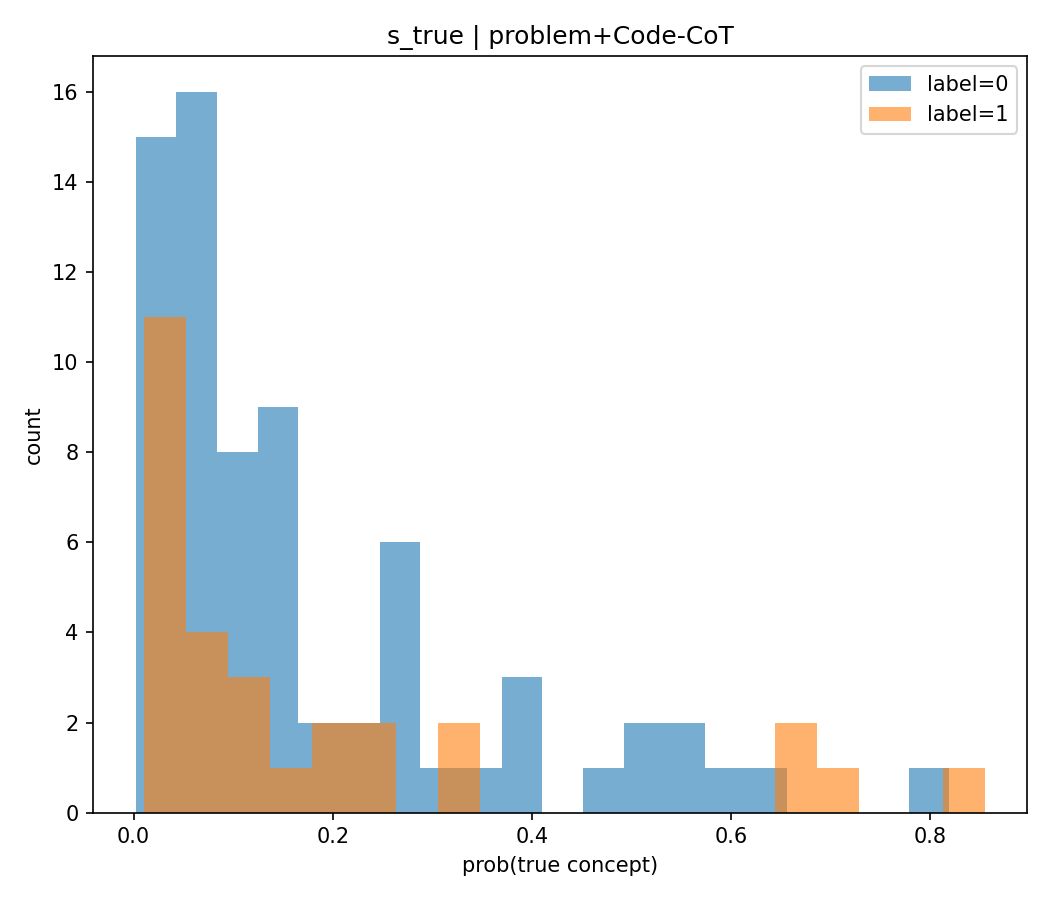 s_true | problem+Code-CoT
label=0
label=1
16
14
12
10
8
6
4
2
0
count
0.0 0.2 0.4 0.6 0.8
prob(true concept)